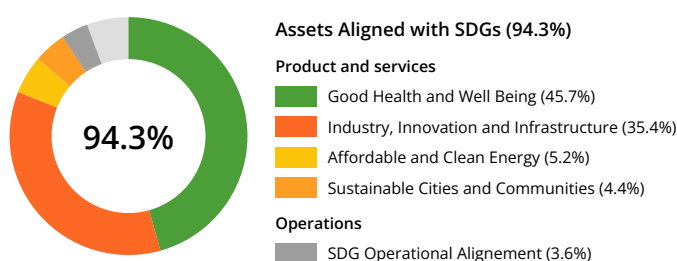 Assets Aligned with SDGs (94.3%)
Product and services
Good Health and Well Being (45.7%)
Industry, Innovation and Infrastructure (35.4%)
94.3%
Affordable and Clean Energy (5.2%)
Sustainable Cities and Communities (4.4%)
Operations
SDG Operational Alignement (3.6%)